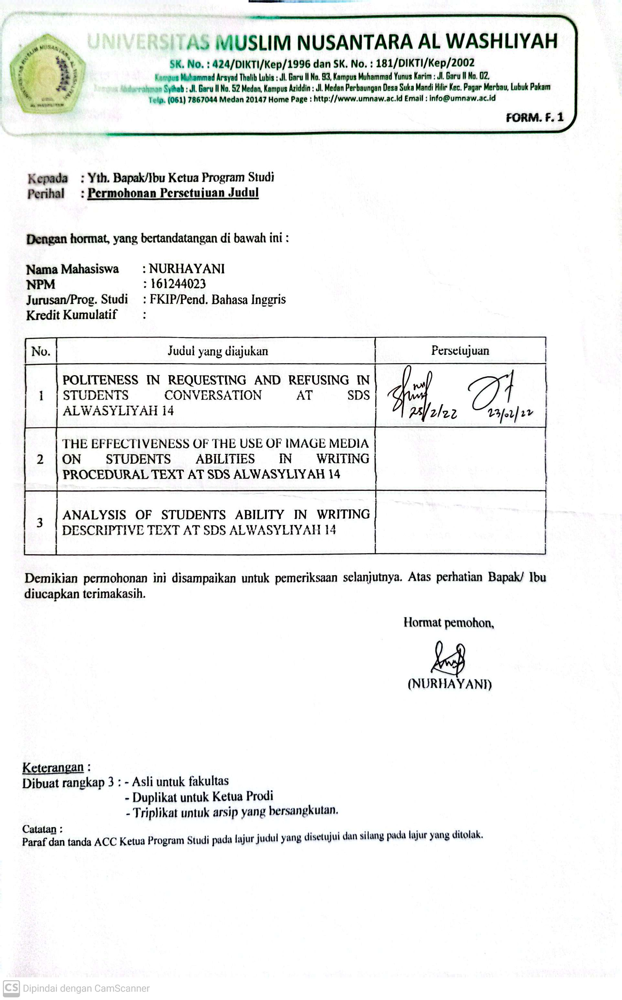 UNIVERSITAS MUSLIM NUSANTARA AL WASHLIYAH
SK. No. : 424/DIKTI/Kep/1996 dan SK. No. : 181/DIKTI/Kep/2002
Kampus Muhammad Arsyad Thalib Lubis : Jl. Garu II No. 93, Kampus Muhammad Yunus Karim : Jl. Garu II No. 02,
Kampus Abdurrahman Syihab : Jl. Garu II No. 52 Medan, Kampus Aziddin : Jl. Medan Perbaungan Desa Suka Mandi Hilir Kec. Pagar Merbau, Lubuk Pakam
Telp. (061) 7867044 Medan 20147 Home Page : http://www.umnaw.ac.id Email : info@umnaw.ac.id
FORM. F. 1
Kepada : Yth. Bapak/Ibu Ketua Program Studi
Perihal : Permohonan Persetujuan Judul
Dengan hormat, yang bertandatangan di bawah ini :
Nama Mahasiswa : NURHAYANI
NPM : 161244023
Jurusan/Prog. Studi : FKIP/Pend. Bahasa Inggris
Kredit Kumulatif :
No. Judul yang diajukan Persetujuan
1 POLITENESS IN REQUESTING AND REFUSING IN
STUDENTS CONVERSATION AT SDS
ALWASYLIYAH 14
23/02/22
2 THE EFFECTIVENESS OF THE USE OF IMAGE MEDIA
ON STUDENTS ABILITIES IN WRITING
PROCEDURAL TEXT AT SDS ALWASYLIYAH 14
3 ANALYSIS OF STUDENTS ABILITY IN WRITING
DESCRIPTIVE TEXT AT SDS ALWASYLIYAH 14
Demikian permohonan ini disampaikan untuk pemeriksaan selanjutnya. Atas perhatian Bapak/ Ibu
diucapkan terimakasih.
Hormat pemohon,
(NURHAYANI)
Keterangan :
Dibuat rangkap 3 : - Asli untuk fakultas
- Duplikat untuk Ketua Prodi
- Triplikat untuk arsip yang bersangkutan.
Catatan :
Paraf dan tanda ACC Ketua Program Studi pada lajur judul yang disetujui dan silang pada lajur yang ditolak.
CS Dipindai dengan CamScanner